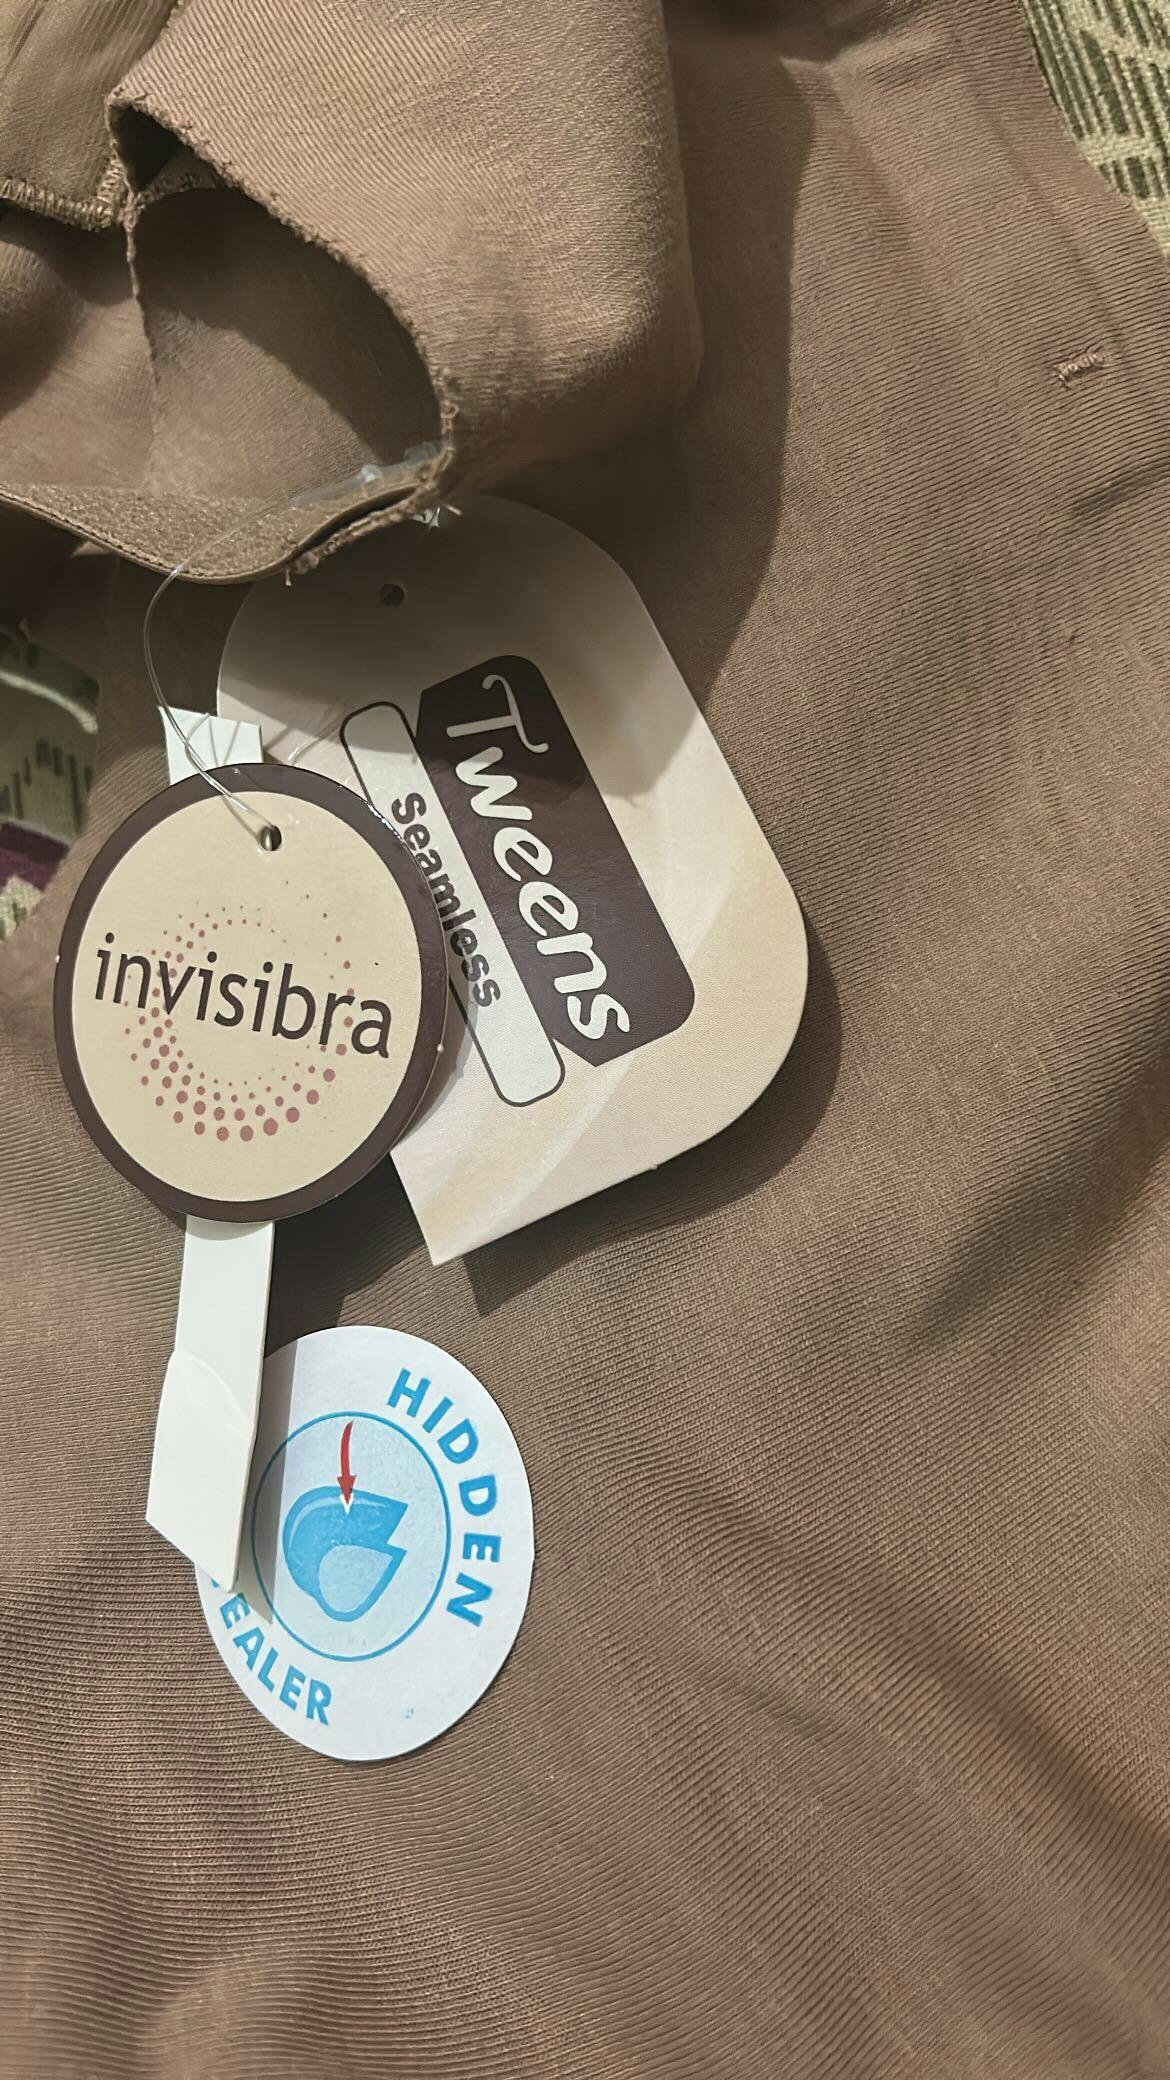 Tweens
Seamless
invisibra
HIDDEN
EALER